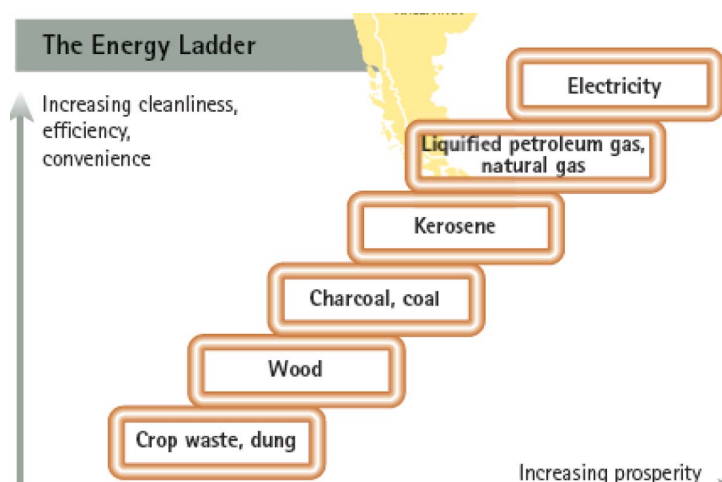 The Energy Ladder
Increasing cleanliness,
efficiency,
convenience
Electricity
Liquified petroleum gas,
natural gas
Kerosene
Charcoal, coal
Wood
Crop waste, dung
Increasing prosperity